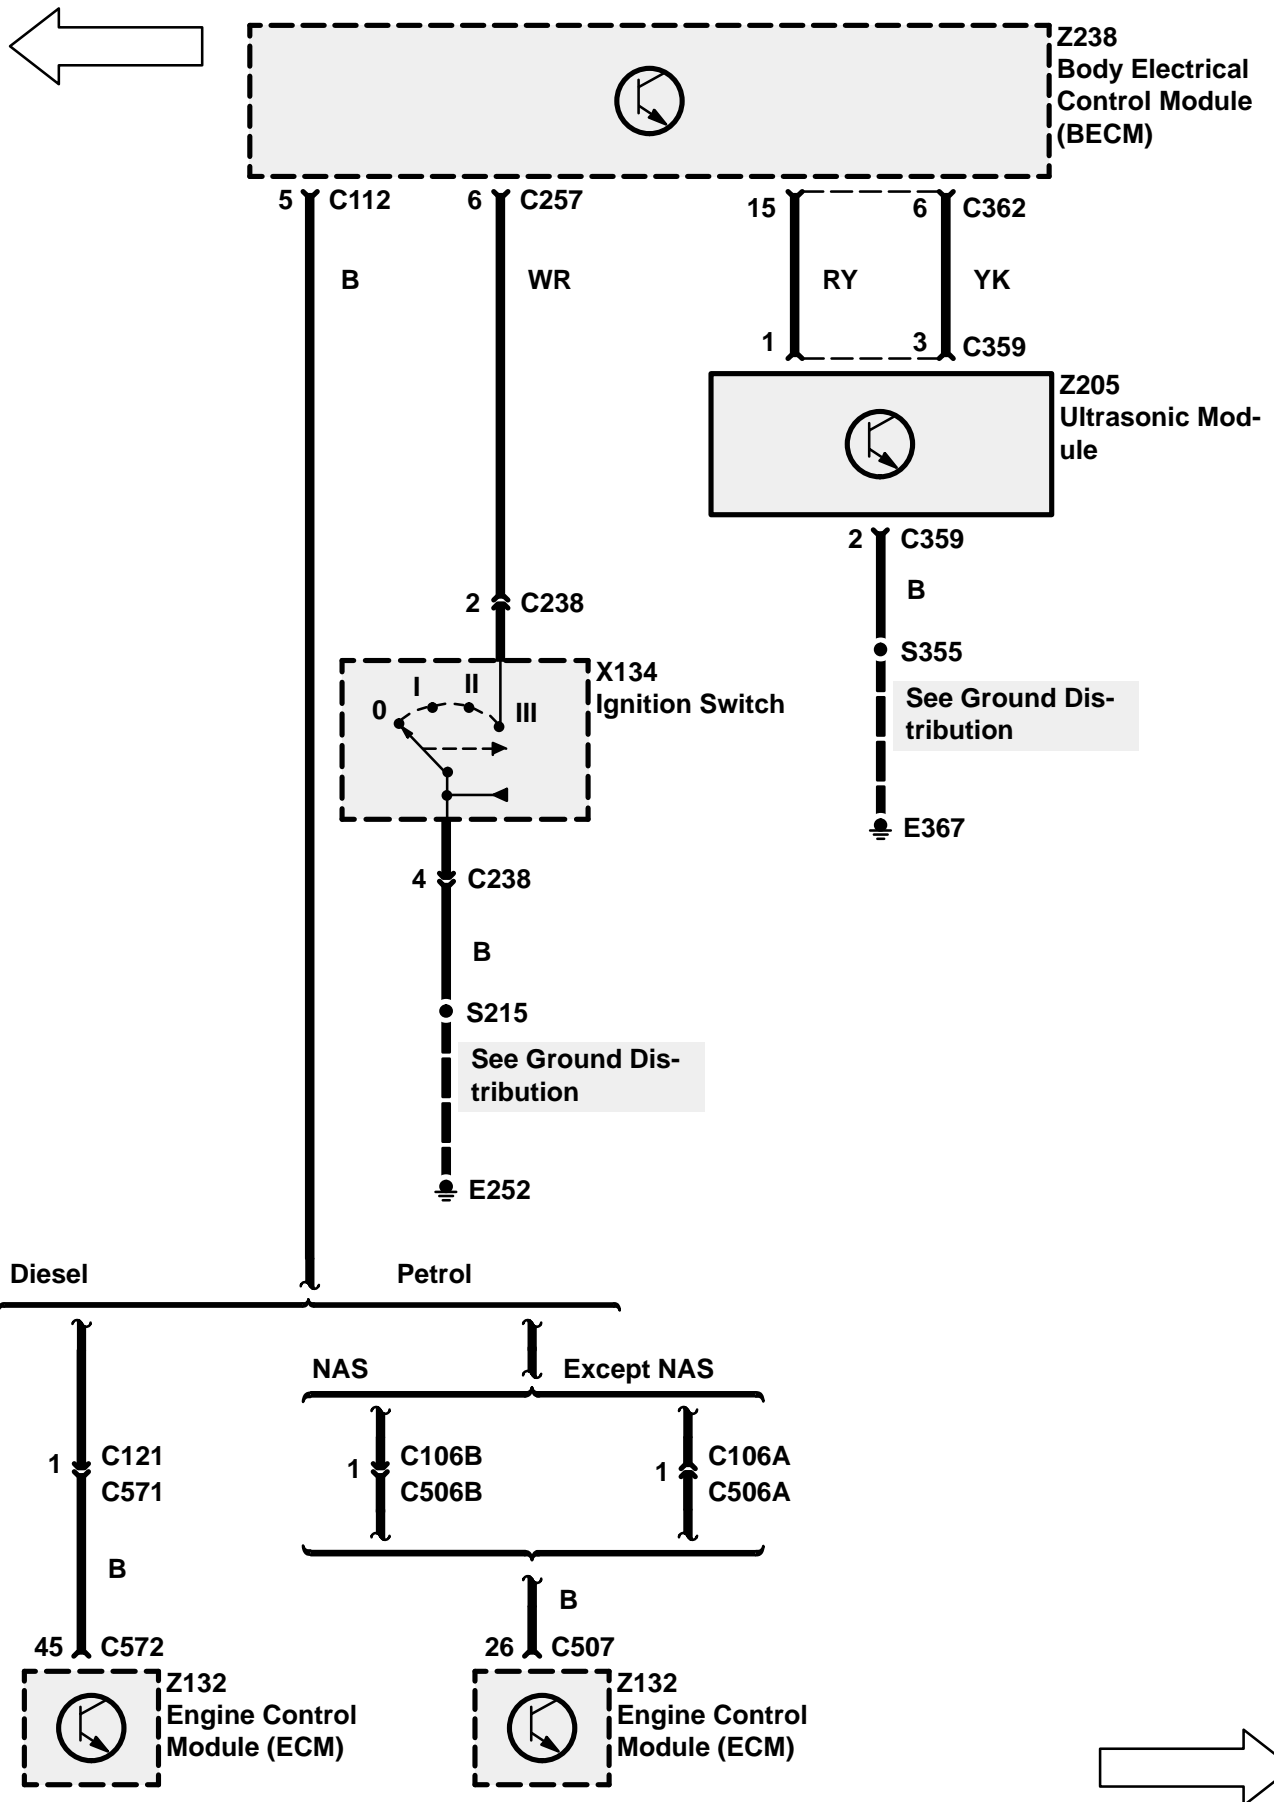 Z238
Body Electrical
Control Module
(BECM)
5 C112
6 C257
15
6 C362
B
WR
RY
YK
1
3 C359
Z205
Ultrasonic Mod-
ule
2 C359
B
2 C238
S355
X134
Ignition Switch
0
I
II
III
See Ground Dis-
tribution
E367
4 C238
B
S215
See Ground Dis-
tribution
E252
Diesel
Petrol
NAS
Except NAS
1
C121
C571
1
C106B
C506B
1
C106A
C506A
B
B
45 C572
26 C507
Z132
Engine Control
Module (ECM)
Z132
Engine Control
Module (ECM)